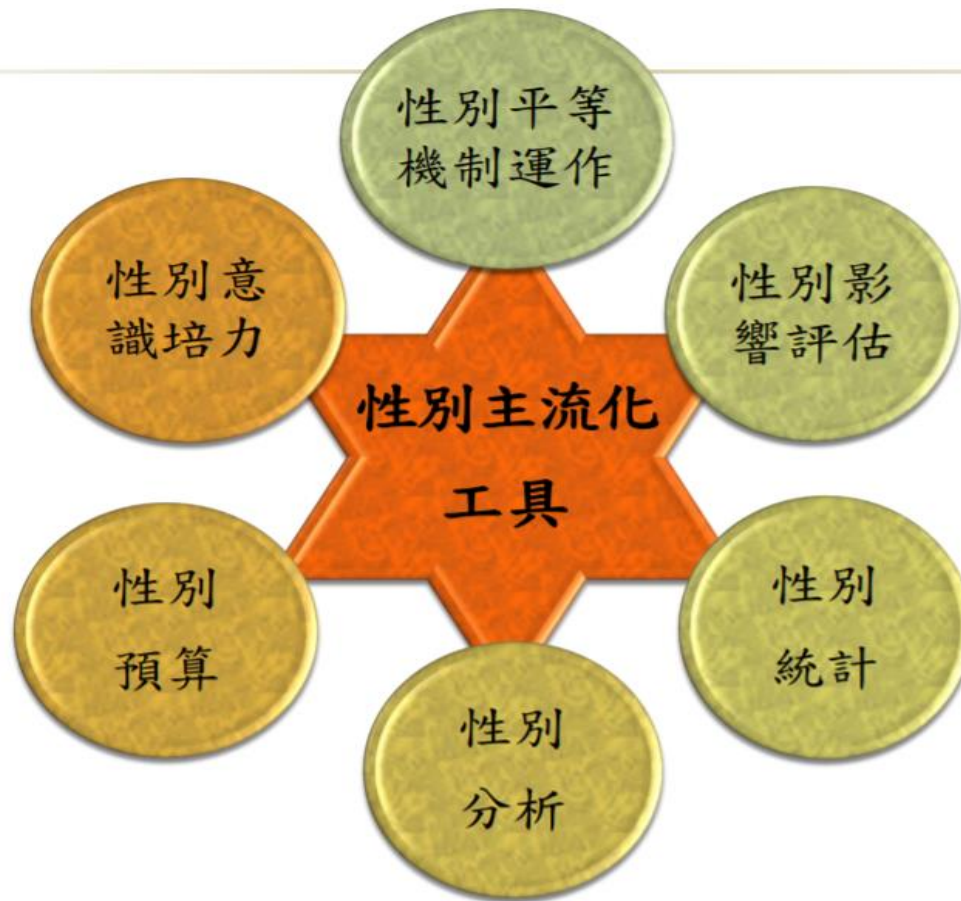 性別平等
機制運作
性別影
響評估
性別
統計
性別
分析
性別
預算
性別意
識培力
性別主流化
工具